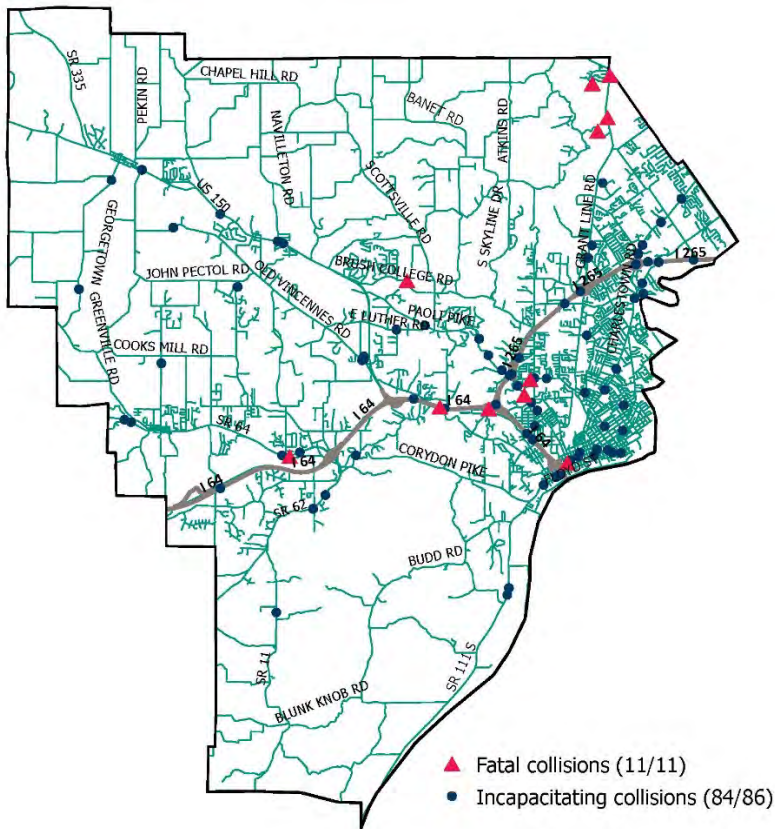 SR 335
PEKIN RD
CHAPEL HILL RD
NAVILLETON RD
BANET RD
ATKINS RD
SCOTTSVILLE RD
S SKYLINE DR
GRANT LINE RD
US 150
GEORGETOWN GREENVILLE RD
JOHN PECTOL RD
OLD VINCENNES RD
BRUSH COLLEGE RD
PAOLI PIKE
E LUTHER RD
I 265
I 265
CHARLESTOWN RD
COOKS MILL RD
I 265
SR 64
I 64
I 64
I 64
I 64
I 64
CORYDON PIKE
SR 62
BUDD RD
SR 11
SR 111 S
BLUNK KNOB RD
Fatal collisions (11/11)
Incapacitating collisions (84/86)